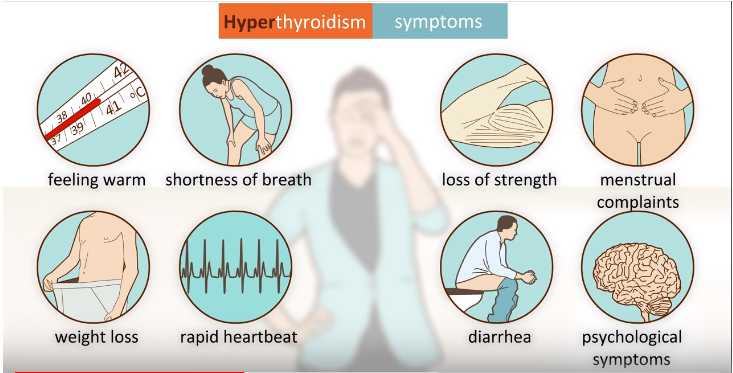 Hyperthyroidism symptoms
42
40
38
°C
41
39
37
feeling warm
shortness of breath
loss of strength
menstrual
complaints
weight loss
rapid heartbeat
diarrhea
psychological
symptoms